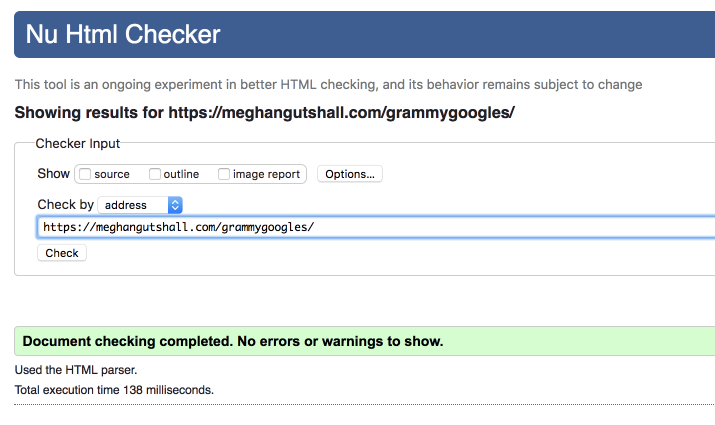 Nu Html Checker
This tool is an ongoing experiment in better HTML checking, and its behavior remains subject to change
Showing results for https://meghangutshall.com/grammygoogles/
Checker Input
Show source outline image report Options...
Check by address
https://meghangutshall.com/grammygoogles/
Check
Document checking completed. No errors or warnings to show.
Used the HTML parser.
Total execution time 138 milliseconds.